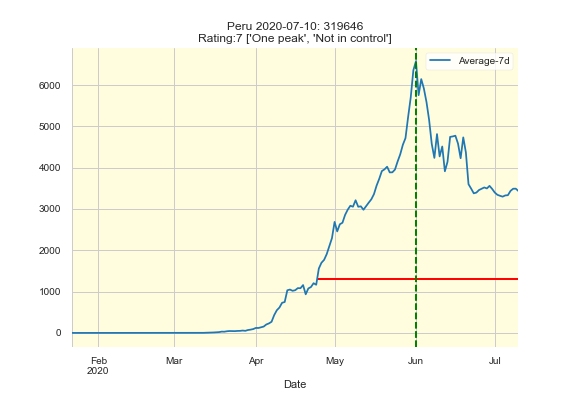 Peru 2020-07-10: 319646
Rating:7 ['One peak', 'Not in control']
Average-7d
6000
5000
4000
3000
2000
1000
0
Feb
2020
Mar
Apr
May
Jun
Jul
Date